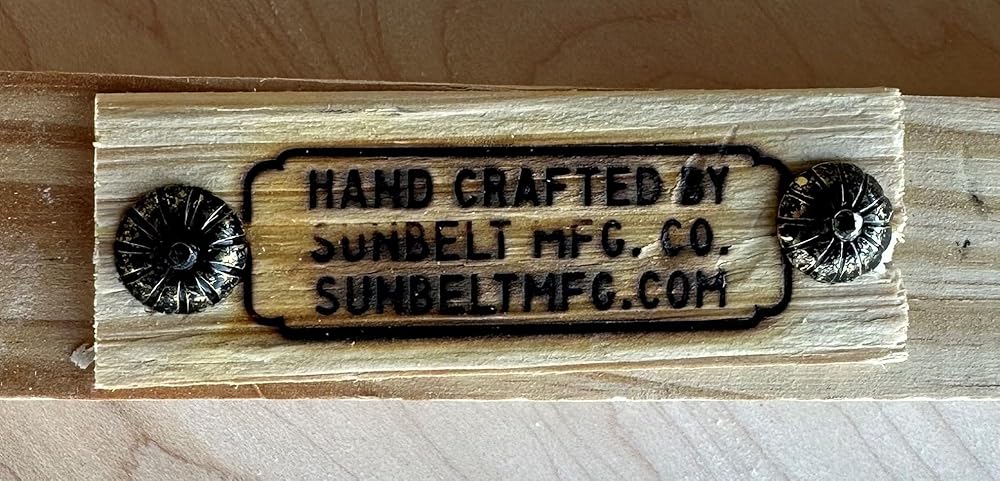 HAND CRAFTED BY
SUNBELT MFG. CO.
SUNBELTMFG.COM